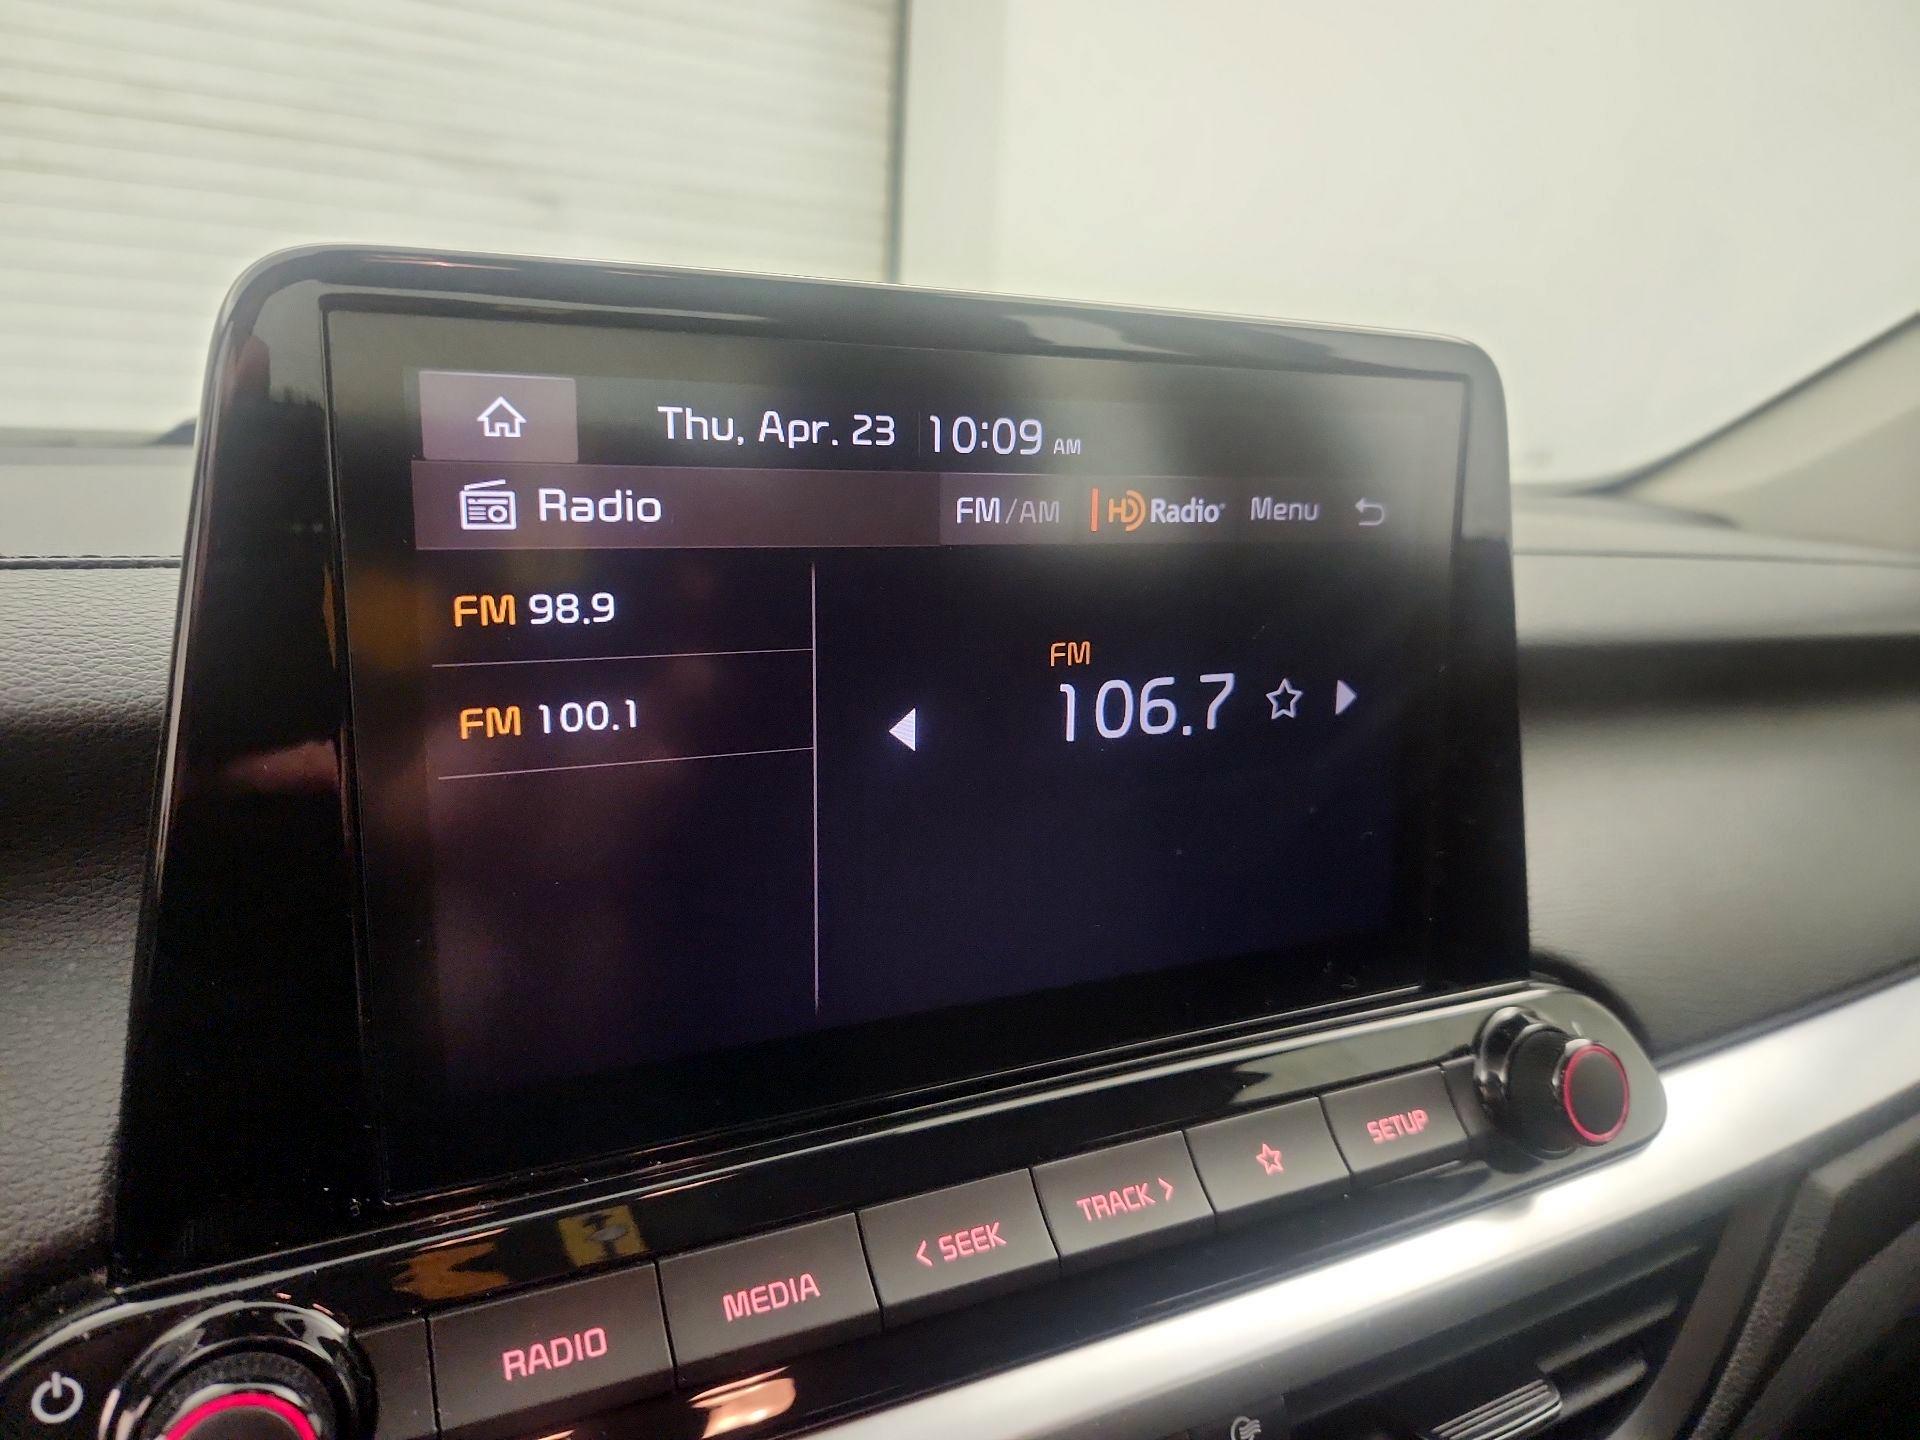 Thu, Apr. 23 10:09 AM
Radio FM/AM HD Radio Menu
FM 98.9
FM 100.1
FM
106.7
RADIO MEDIA < SEEK TRACK > SETUP